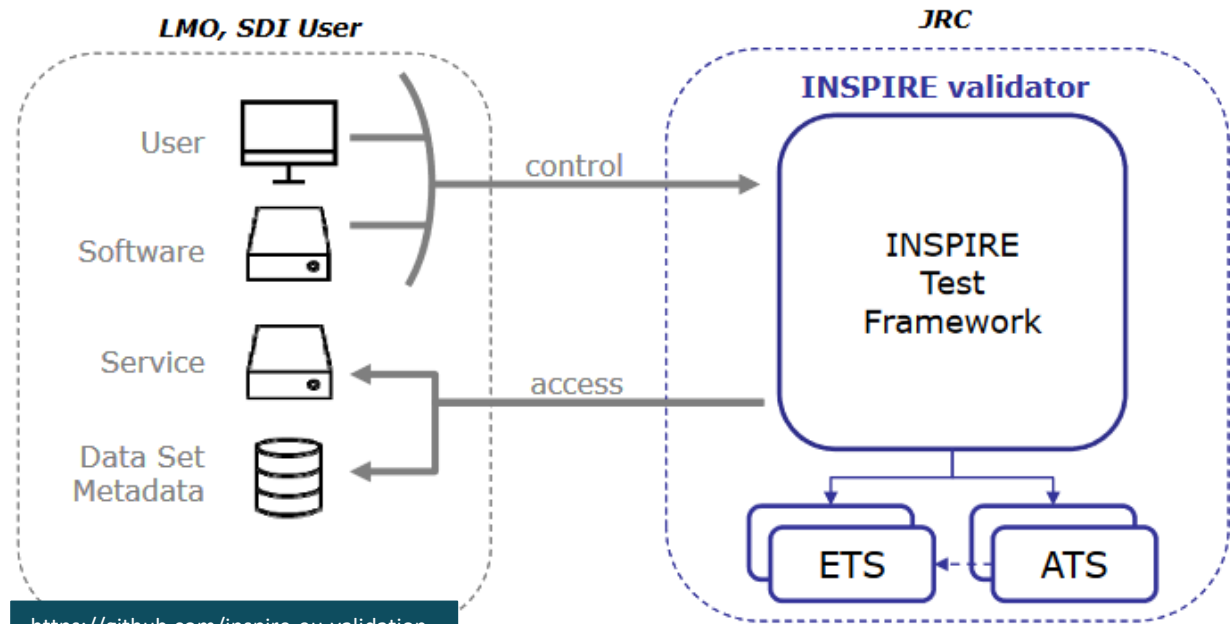 LMO, SDI User
User
Software
Service
Data Set
Metadata
control
access
JRC
INSPIRE validator
INSPIRE
Test
Framework
ETS
ATS